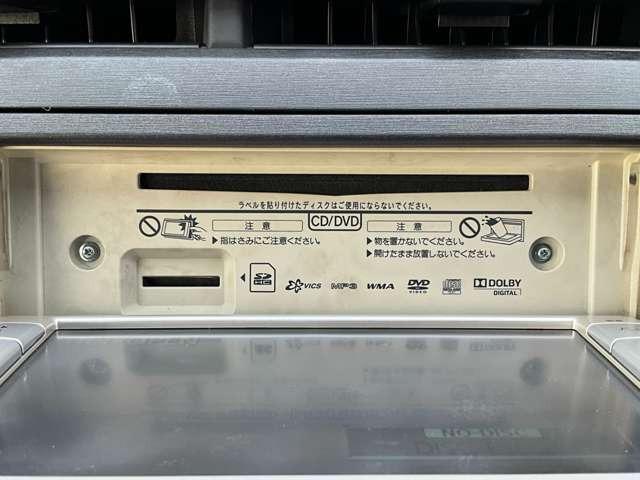 ラベルを貼り付けたディスクはご使用にならないでください。
注意
CD/DVD
注意
▶指はさみにご注意ください。
▶物を置かないでください。
▶開けたまま放置しないでください。
SD
HC
VICS
MP3
WMA
DVD
VIDEO
DOLBY
DIGITAL
NO DISC